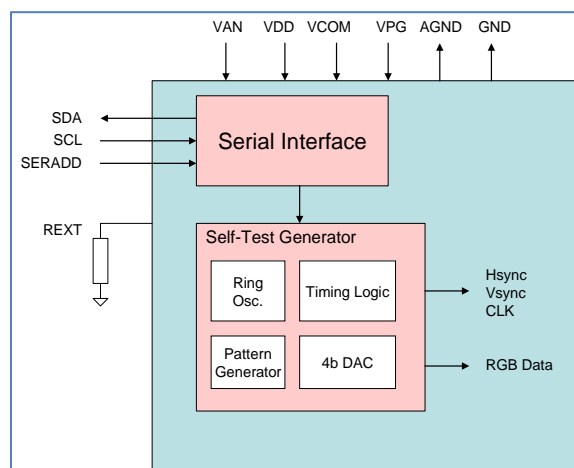 VAN VDD VCOM VPG AGND GND
SDA
SCL
SERADD
Serial Interface
REXT
Self-Test Generator
Ring
Osc.
Timing Logic
Pattern
Generator
4b DAC
Hsync
Vsync
CLK
RGB Data